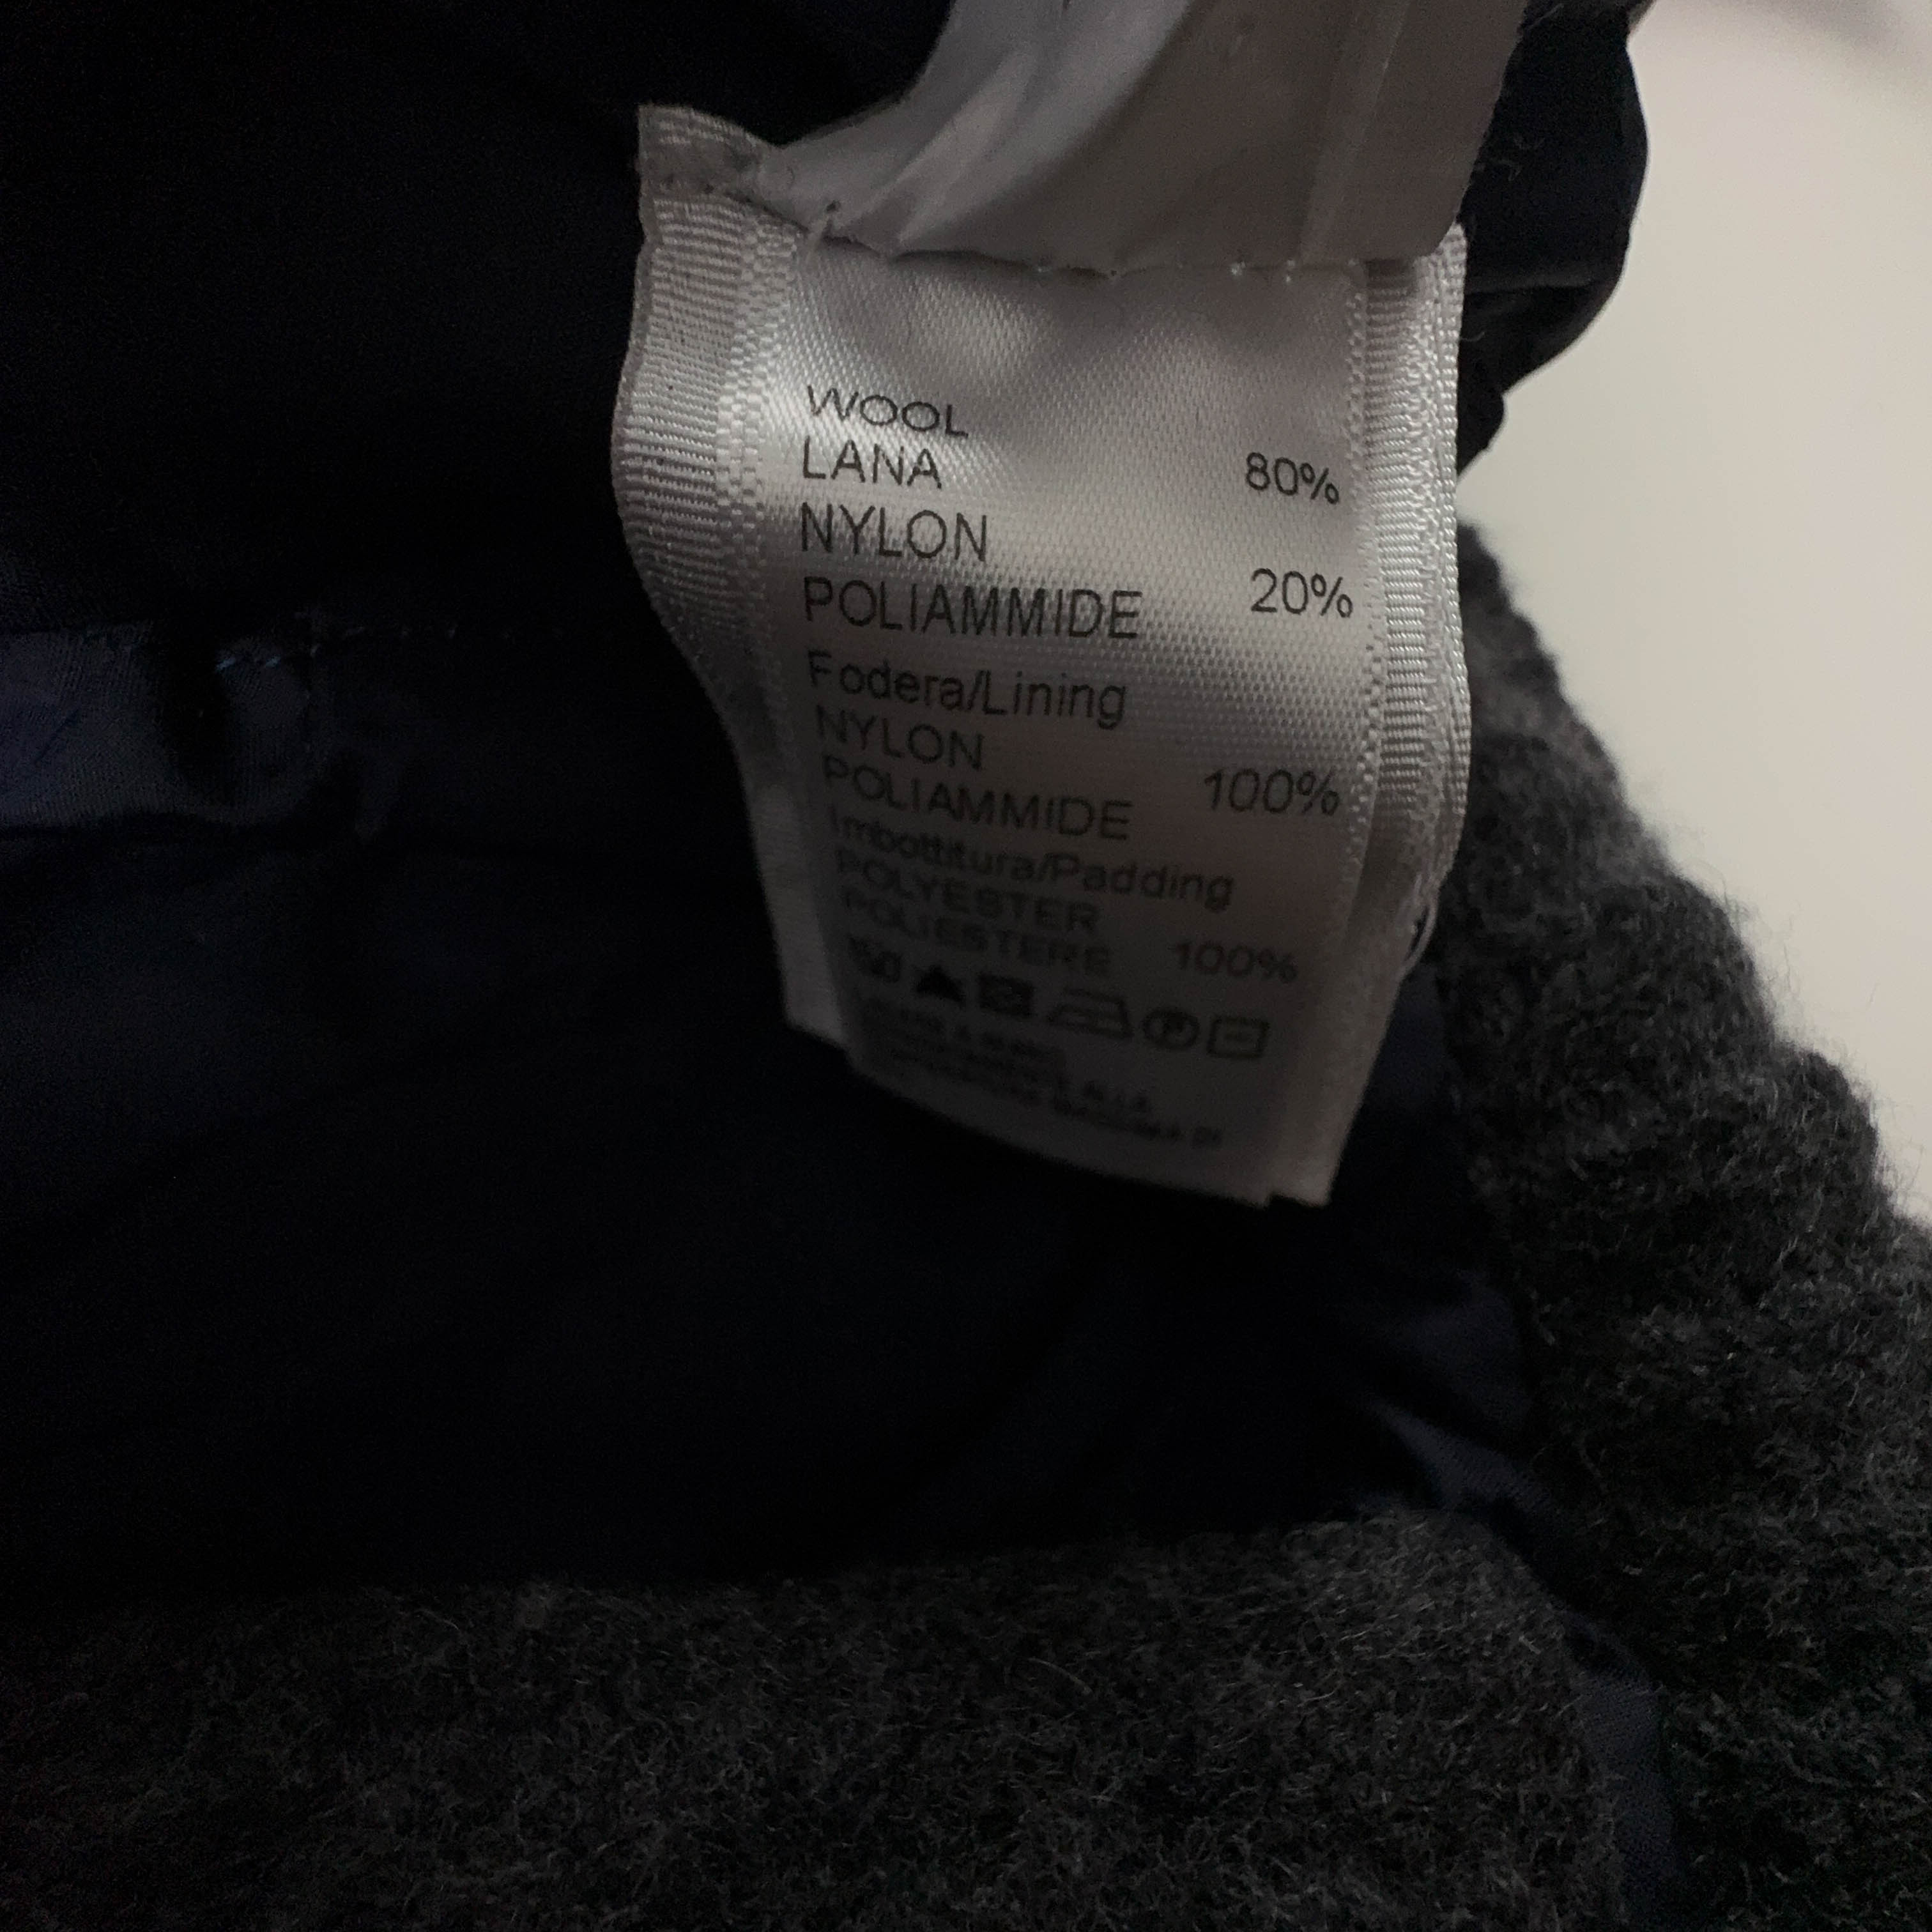 WOOL
LANA 80%
NYLON
POLIAMMIDE 20%
Fodera/Lining
NYLON
POLIAMMIDE 100%
Imbottitura/Padding
POLYESTER
POLIESTERE 100%